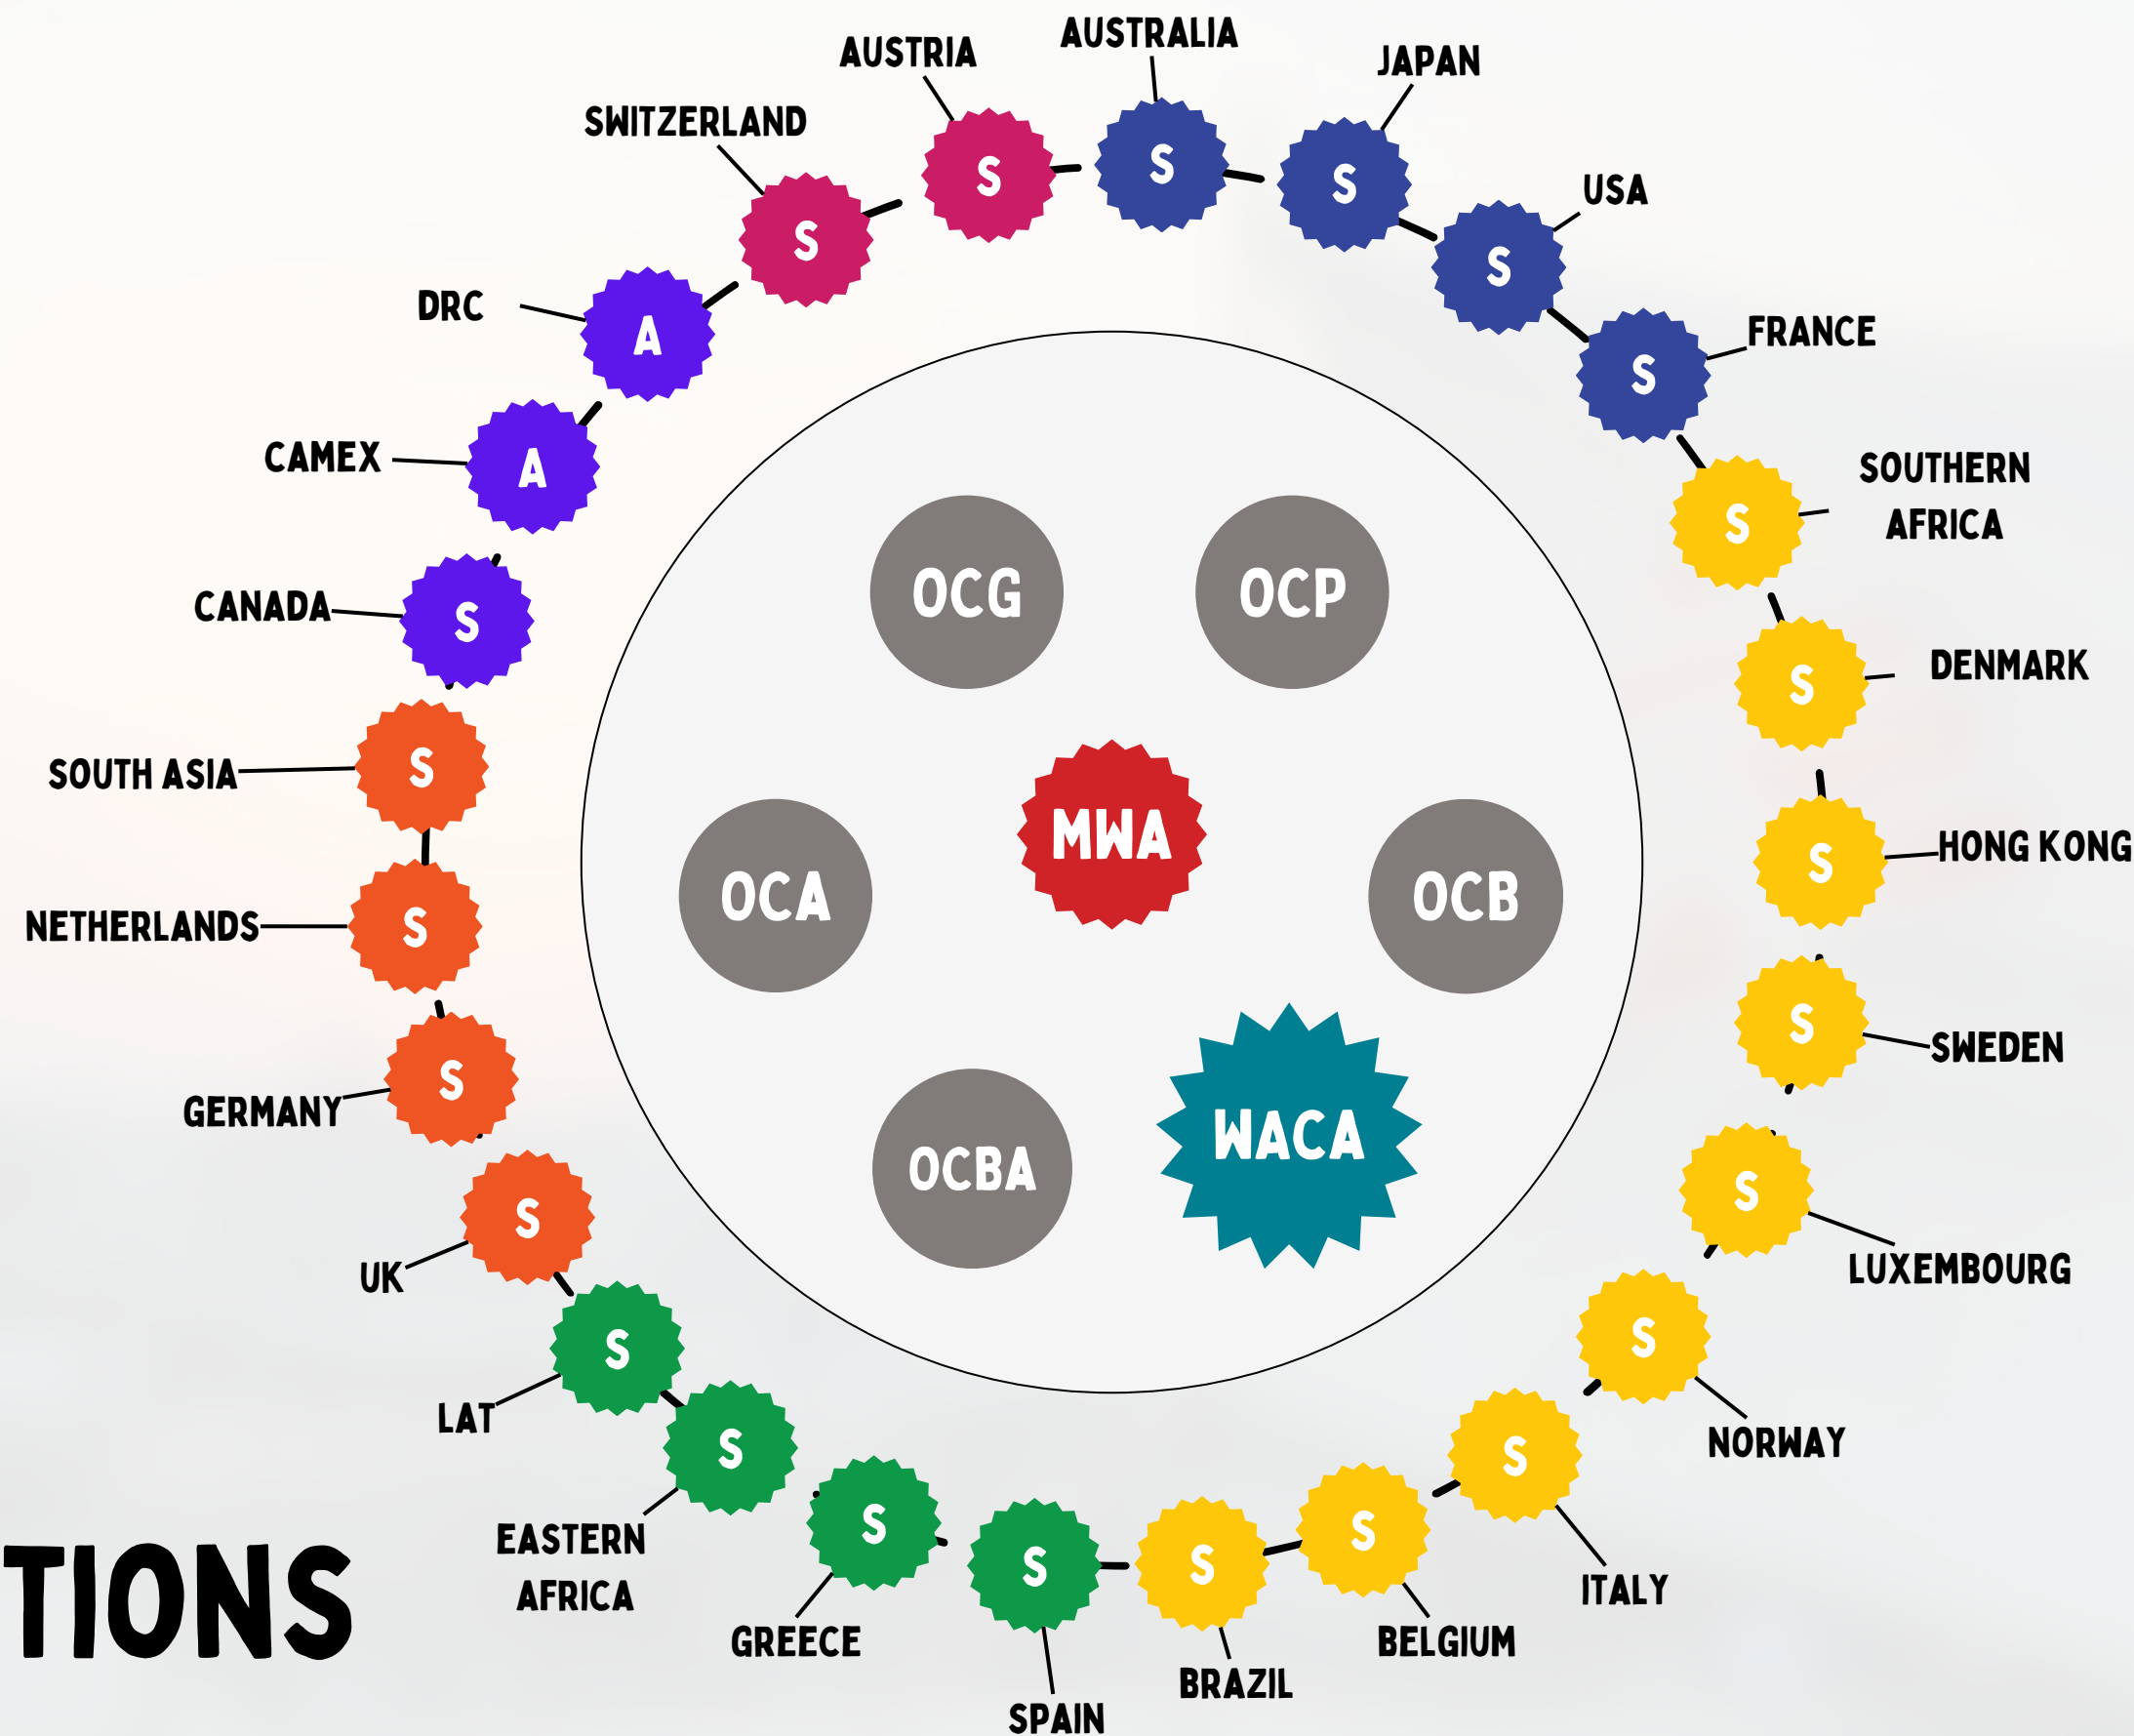 AUSTRALIA
AUSTRIA
JAPAN
SWITZERLAND
S
S
S
USA
S
S
DRC
A
FRANCE
S
CAMEX
A
SOUTHERN
AFRICA
S
OCG
OCP
CANADA
S
DENMARK
S
SOUTH ASIA
S
MWA
HONG KONG
S
OCA
OCB
NETHERLANDS
S
SWEDEN
S
GERMANY
S
WACA
OCBA
UK
S
LUXEMBOURG
S
LAT
S
NORWAY
S
EASTERN
AFRICA
S
ITALY
S
GREECE
S
BELGIUM
S
BRAZIL
S
SPAIN
S
TIONS